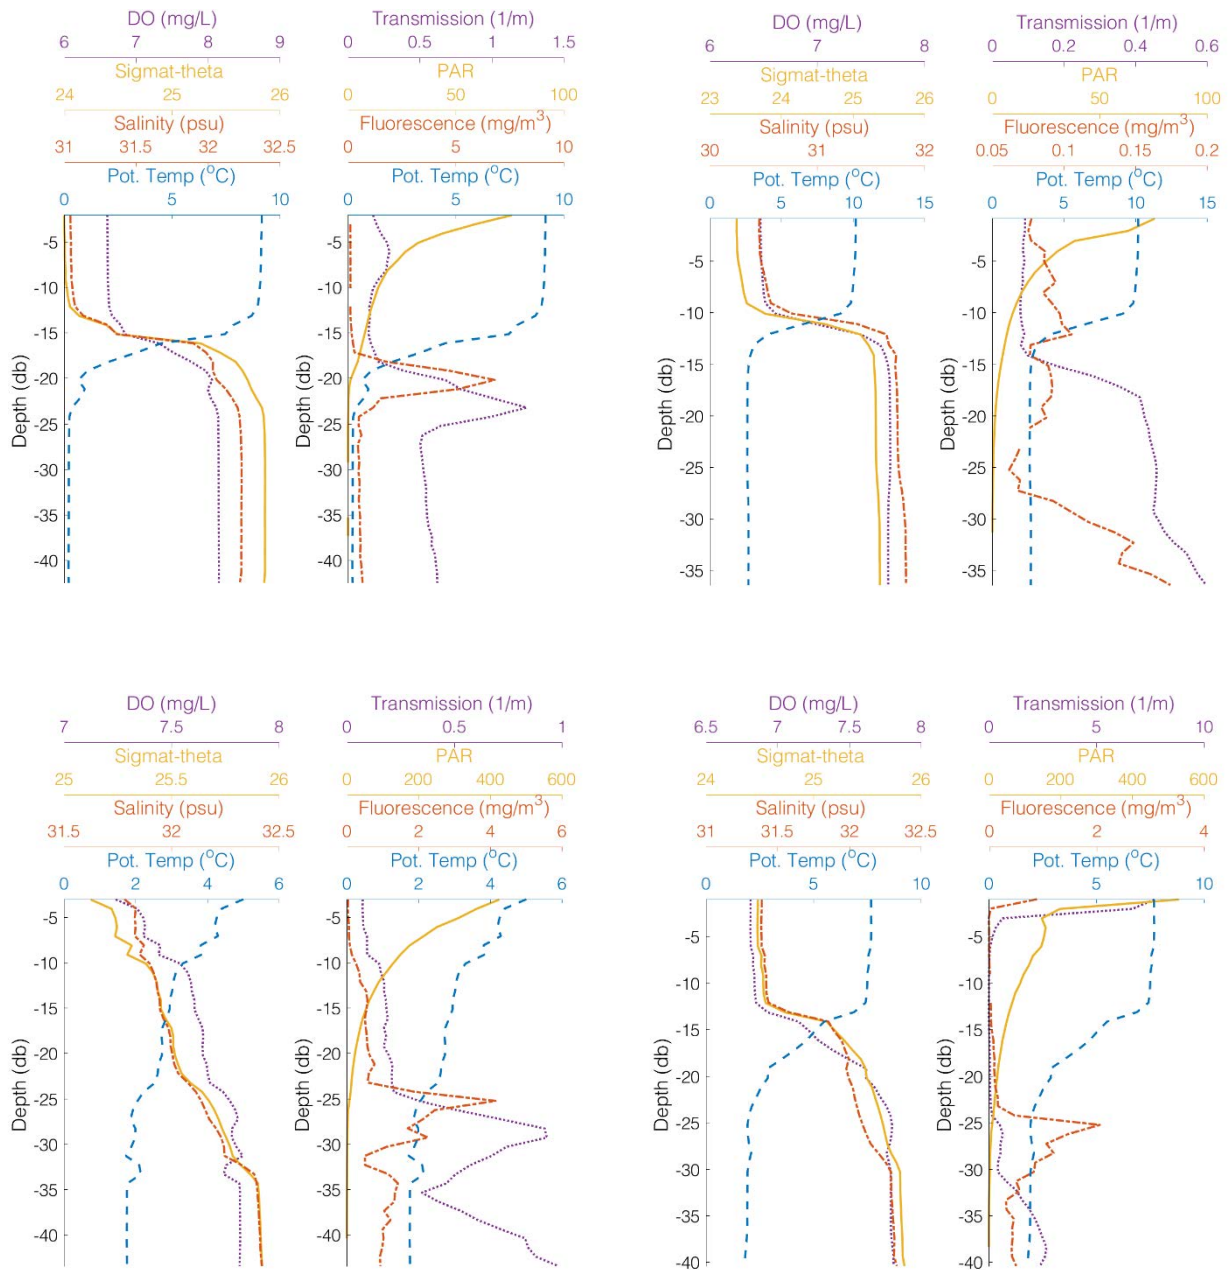 DO (mg/L)
6 7 8 9
Sigmat-theta
24 25 26
Salinity (psu)
31 31.5 32 32.5
Pot. Temp (°C)
0 5 10
Depth (db)
-5
-10
-15
-20
-25
-30
-35
-40
Transmission (1/m)
0 0.5 1 1.5
PAR
0 50 100
Fluorescence (mg/m³)
0 5 10
Pot. Temp (°C)
0 5 10
Depth (db)
-5
-10
-15
-20
-25
-30
-35
-40
DO (mg/L)
6 7 8
Sigmat-theta
23 24 25 26
Salinity (psu)
30 31 32
Pot. Temp (°C)
0 5 10 15
Depth (db)
-5
-10
-15
-20
-25
-30
-35
Transmission (1/m)
0 0.2 0.4 0.6
PAR
0 50 100
Fluorescence (mg/m³)
0.05 0.1 0.15 0.2
Pot. Temp (°C)
0 5 10 15
Depth (db)
-5
-10
-15
-20
-25
-30
-35
DO (mg/L)
7 7.5 8
Sigmat-theta
25 25.5 26
Salinity (psu)
31.5 32 32.5
Pot. Temp (°C)
0 2 4 6
Depth (db)
-5
-10
-15
-20
-25
-30
-35
-40
Transmission (1/m)
0 0.5 1
PAR
0 200 400 600
Fluorescence (mg/m³)
0 2 4 6
Pot. Temp (°C)
0 2 4 6
Depth (db)
-5
-10
-15
-20
-25
-30
-35
-40
DO (mg/L)
6.5 7 7.5 8
Sigmat-theta
24 25 26
Salinity (psu)
31 31.5 32 32.5
Pot. Temp (°C)
0 5 10
Depth (db)
-5
-10
-15
-20
-25
-30
-35
-40
Transmission (1/m)
0 5 10
PAR
0 200 400 600
Fluorescence (mg/m³)
0 2 4
Pot. Temp (°C)
0 5 10
Depth (db)
-5
-10
-15
-20
-25
-30
-35
-40